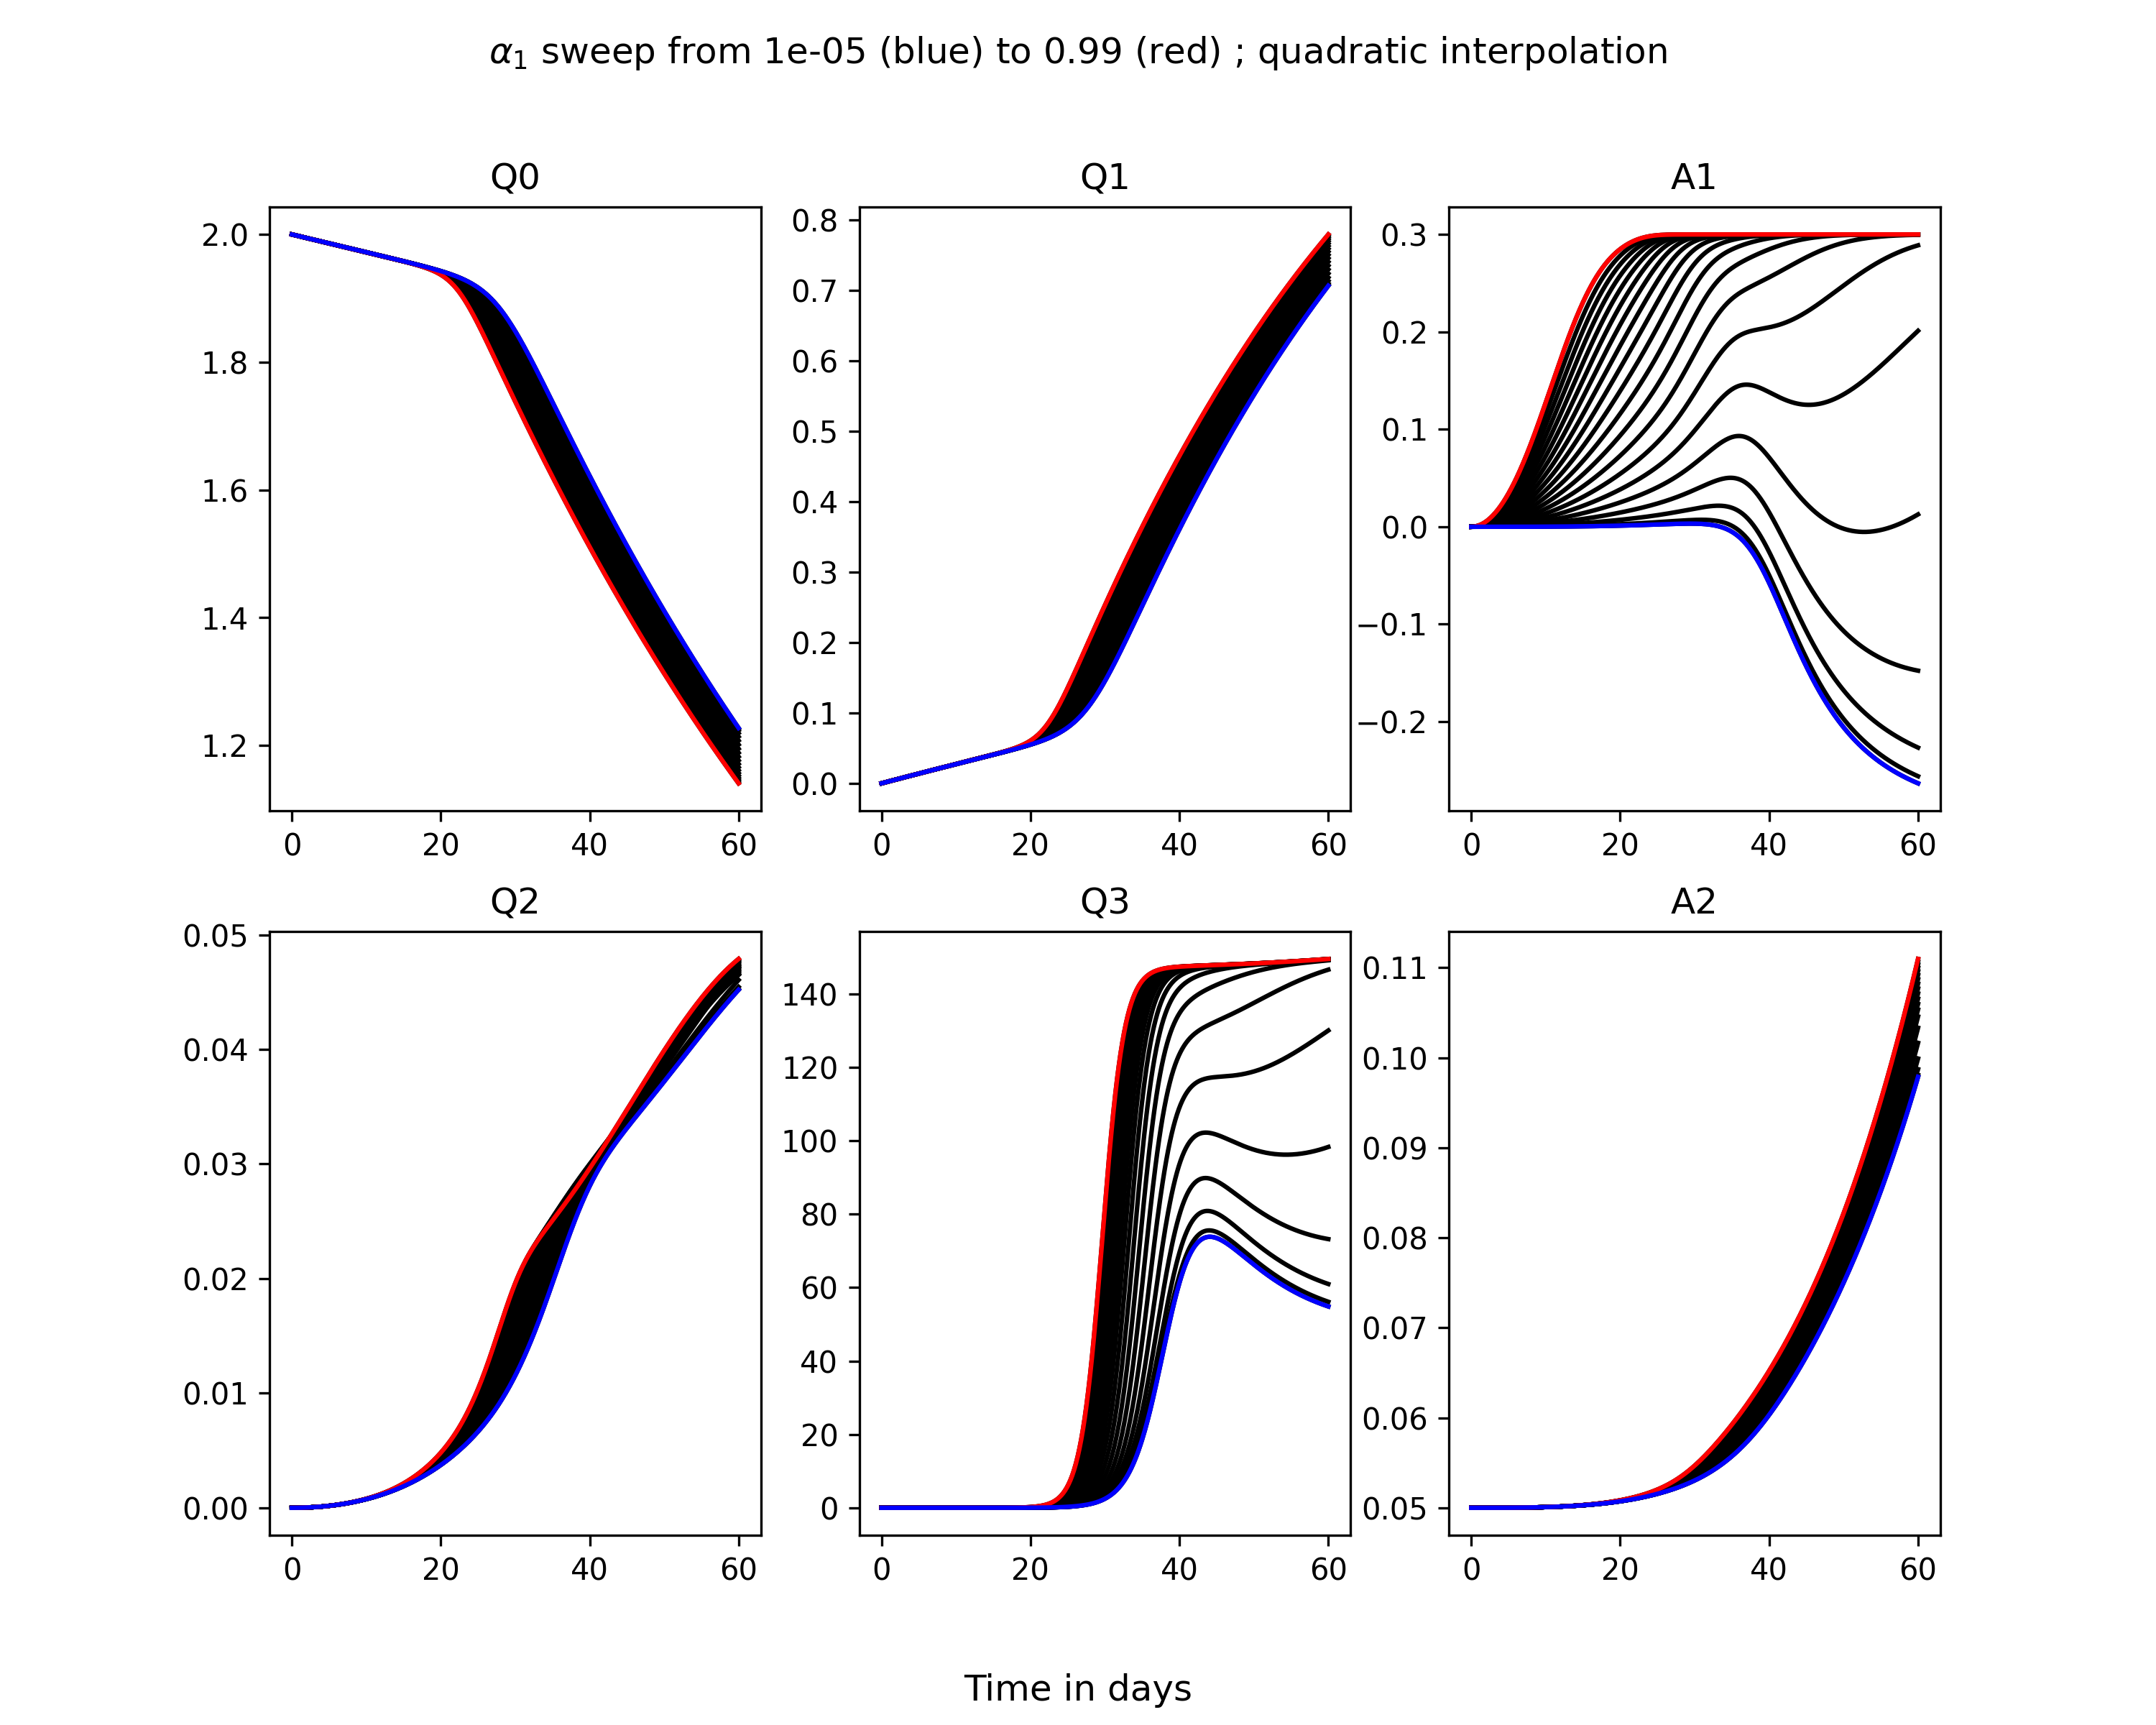 α₁ sweep from 1e-05 (blue) to 0.99 (red) ; quadratic interpolation
Q0
2.0
1.8
1.6
1.4
1.2
0 20 40 60
Q1
0.8
0.7
0.6
0.5
0.4
0.3
0.2
0.1
0.0
0 20 40 60
A1
0.3
0.2
0.1
0.0
−0.1
−0.2
0 20 40 60
Q2
0.05
0.04
0.03
0.02
0.01
0.00
0 20 40 60
Q3
140
120
100
80
60
40
20
0
0 20 40 60
A2
0.11
0.10
0.09
0.08
0.07
0.06
0.05
0 20 40 60
Time in days